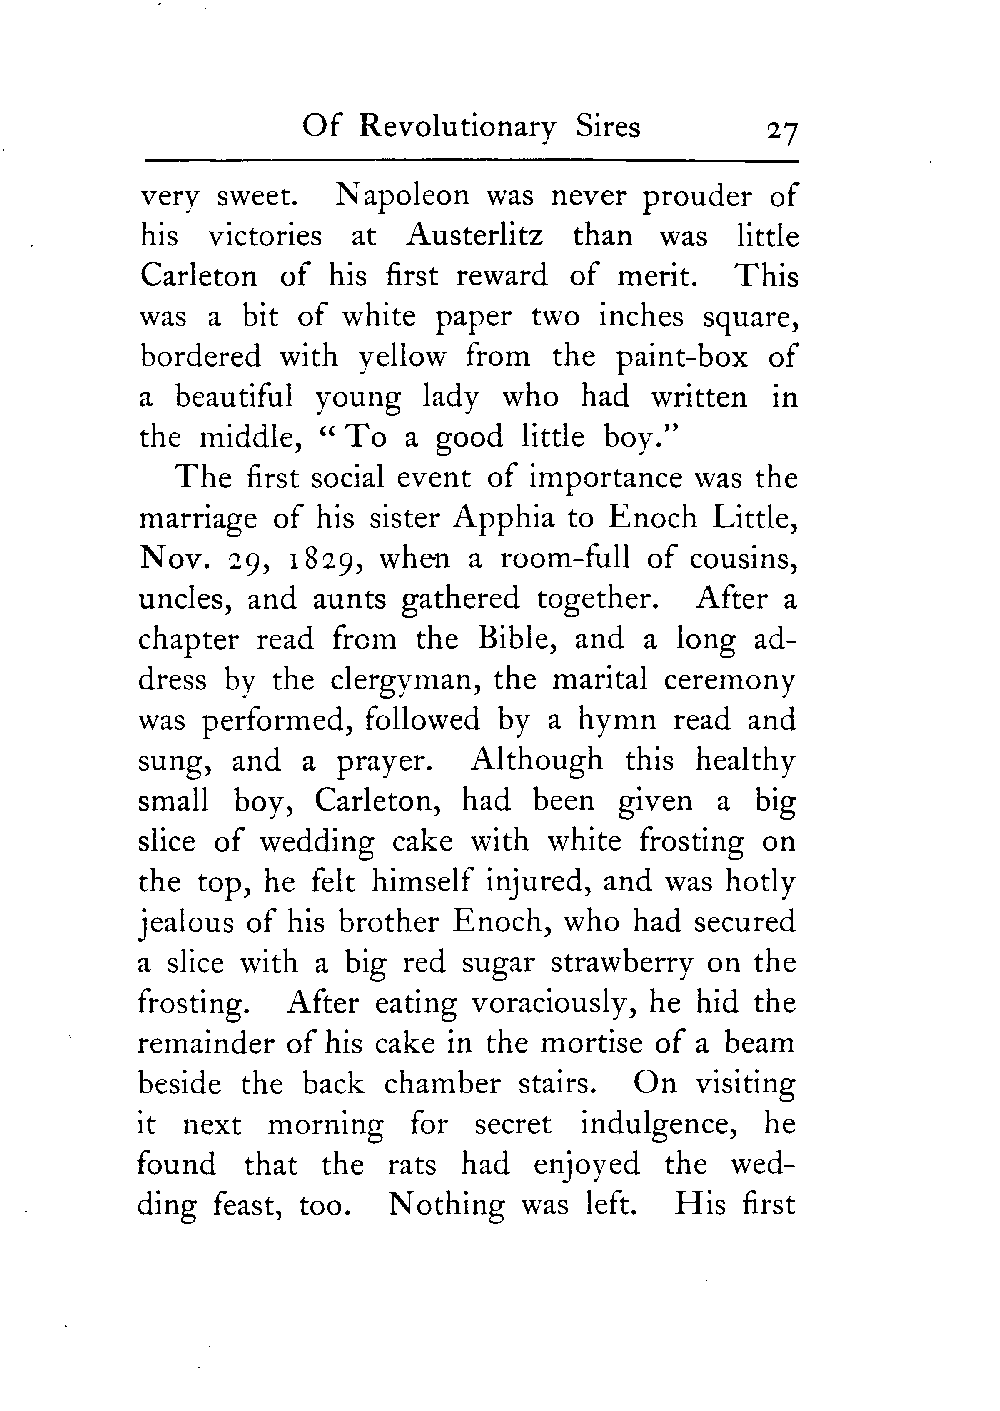 Of Revolutionary Sires 27
very sweet. Napoleon was never prouder of
his victories at Austerlitz than was little
Carleton of his first reward of merit. This
was a bit of white paper two inches square,
bordered with yellow from the paint-box of
a beautiful young lady who had written in
the middle, “ To a good little boy.”
The first social event of importance was the
marriage of his sister Apphia to Enoch Little,
Nov. 29, 1829, when a room-full of cousins,
uncles, and aunts gathered together. After a
chapter read from the Bible, and a long ad-
dress by the clergyman, the marital ceremony
was performed, followed by a hymn read and
sung, and a prayer. Although this healthy
small boy, Carleton, had been given a big
slice of wedding cake with white frosting on
the top, he felt himself injured, and was hotly
jealous of his brother Enoch, who had secured
a slice with a big red sugar strawberry on the
frosting. After eating voraciously, he hid the
remainder of his cake in the mortise of a beam
beside the back chamber stairs. On visiting
it next morning for secret indulgence, he
found that the rats had enjoyed the wed-
ding feast, too. Nothing was left. His first